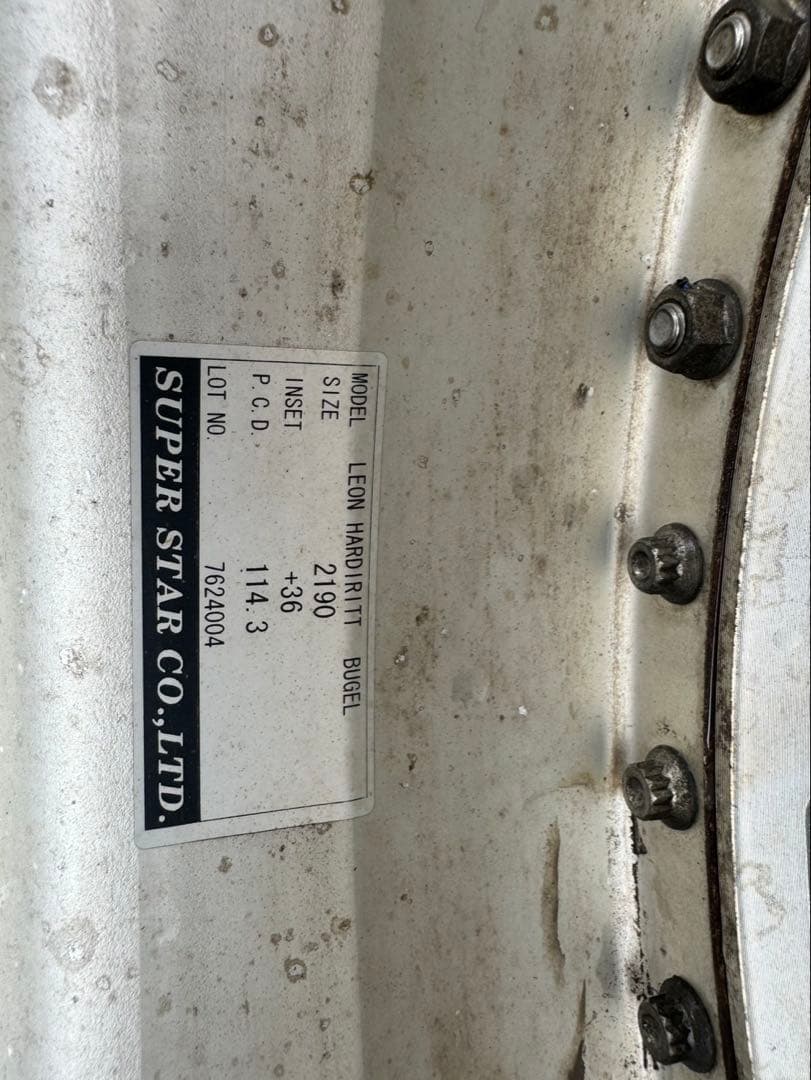 MODEL LEON HARDIRITT BUGEL
SIZE 2190
INSET +36
P.C.D. 114.3
LOT NO. 7624004
SUPER STAR CO.,LTD.